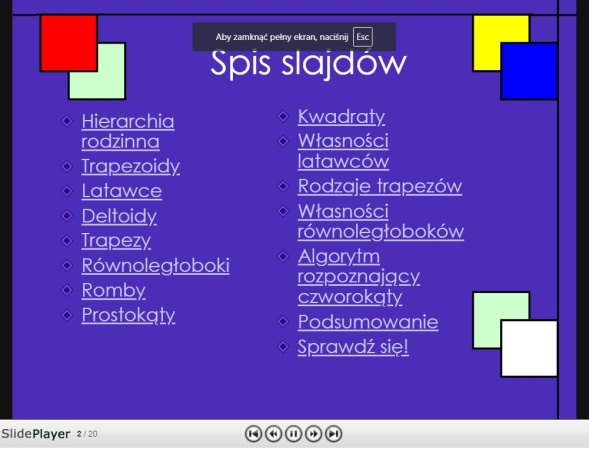 Aby zamknąć pełny ekran, naciśnij Esc
Spis slajdów
Hierarchia
rodzinna
Trapezoidy
Latawce
Deltoidy
Trapezy
Równoległoboki
Romby
Prostokąty
Kwadraty
Własności
latawców
Rodzaje trapezów
Własności
równoległoboków
Algorytm
rozpoznający
czworokąty
Podsumowanie
Sprawdź się!
SlidePlayer 2 / 20